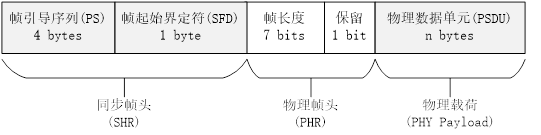 帧引导序列(PS)
4 bytes
帧起始界定符(SFD)
1 byte
帧长度
7 bits
保留
1 bit
物理数据单元(PSDU)
n bytes
同步帧头
(SHR)
物理帧头
(PHR)
物理载荷
(PHY Payload)